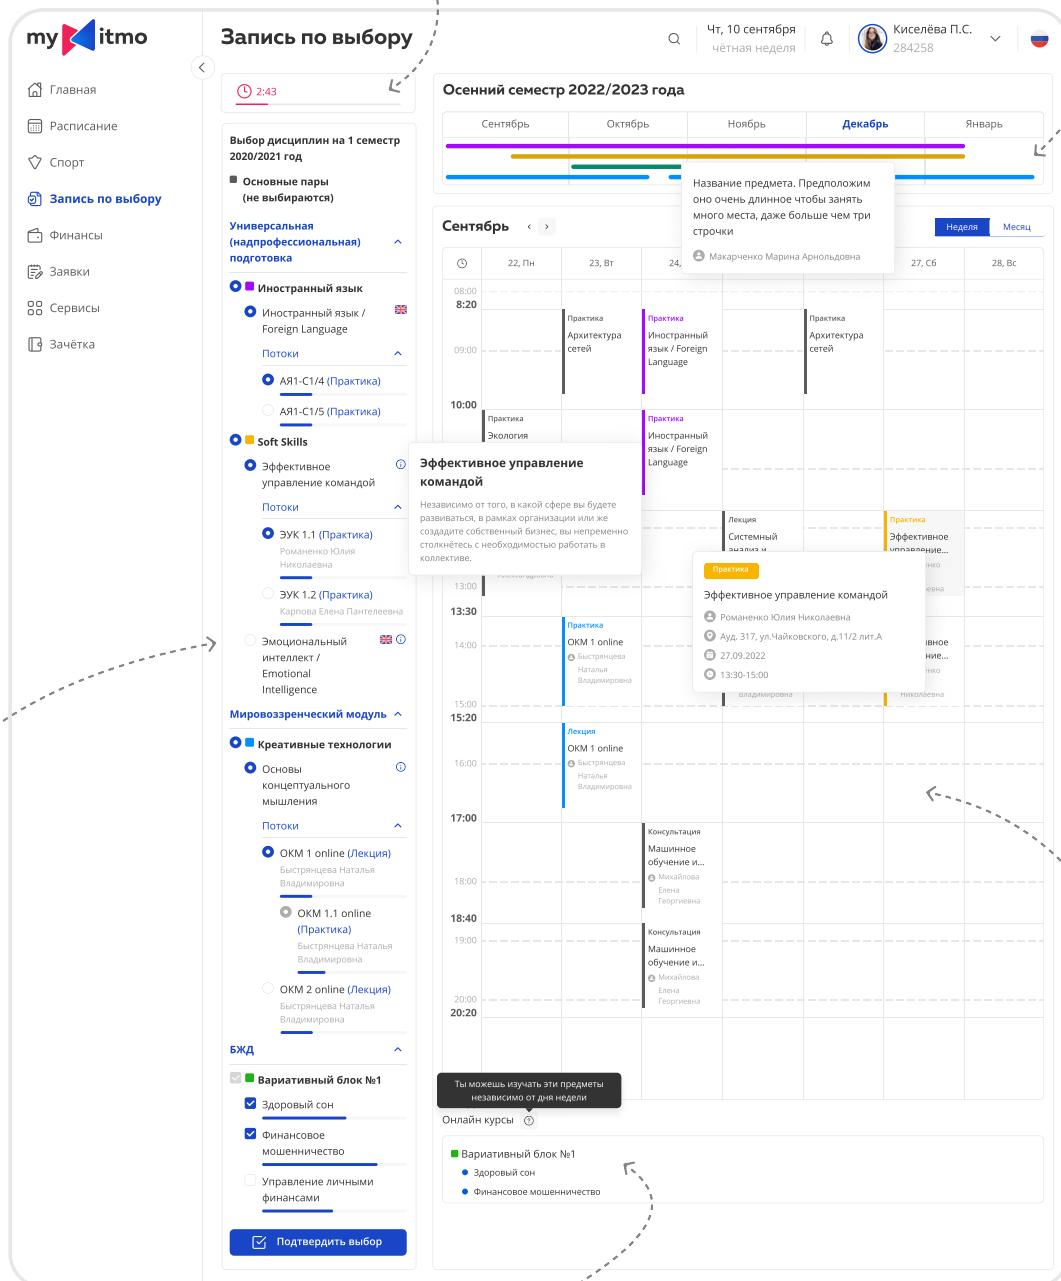 my itmo
Главная
Расписание
Спорт
Запись по выбору
Финансы
Заявки
Сервисы
Зачётка
Запись по выбору
Чт, 10 сентября
чётная неделя
Киселёва П.С.
284258
2:43
Выбор дисциплин на 1 семестр
2020/2021 год
Основные пары
(не выбираются)
Универсальная
(надпрофессиональная)
подготовка
Иностранный язык
Иностранный язык /
Foreign Language
Потоки
АЯ1-С1/4 (Практика)
АЯ1-С1/5 (Практика)
Soft Skills
Эффективное
управление командой
Потоки
ЭУК 1.1 (Практика)
Романенко Юлия
Николаевна
ЭУК 1.2 (Практика)
Карпова Елена Пантелеевна
Эмоциональный
интеллект /
Emotional
Intelligence
Мировоззренческий модуль
Креативные технологии
Основы
концептуального
мышления
Потоки
ОКМ 1 online (Лекция)
Быстрянцева Наталья
Владимировна
ОКМ 1.1 online
(Практика)
Быстрянцева Наталья
Владимировна
ОКМ 2 online (Лекция)
Быстрянцева Наталья
Владимировна
БЖД
Вариативный блок №1
Здоровый сон
Финансовое
мошенничество
Управление личными
финансами
Подтвердить выбор
Осенний семестр 2022/2023 года
Сентябрь Октябрь Ноябрь Декабрь Январь
Название предмета. Предположим
оно очень длинное чтобы занять
много места, даже больше чем три
строчки
Макарченко Марина Арнольдовна
Сентябрь
Неделя Месяц
22, Пн 23, Вт 24, 27, Сб 28, Вс
08:00
8:20
Практика
Архитектура
сетей
Практика
Иностранный
язык / Foreign
Language
Практика
Архитектура
сетей
09:00
10:00
Практика
Экология
Практика
Иностранный
язык / Foreign
Language
Эффективное управление
командой
Независимо от того, в какой сфере вы будете
развиваться, в рамках организации или же
создадите собственный бизнес, вы непременно
столкнётесь с необходимостью работать в
коллективе.
Лекция
Системный
анализ и
Практика
Эффективное
управление...
Практика
Эффективное управление командой
Романенко Юлия Николаевна
Ауд. 317, ул.Чайковского, д.11/2 лит.А
27.09.2022
13:30-15:00
13:00
13:30
Практика
ОКМ 1 online
Быстрянцева
Наталья
Владимировна
14:00
Владимировна
Николаевна
15:00
15:20
Лекция
ОКМ 1 online
Быстрянцева
Наталья
Владимировна
16:00
17:00
Консультация
Машинное
обучение и...
Михайлова
Елена
Георгиевна
18:00
18:40
Консультация
Машинное
обучение и...
Михайлова
Елена
Георгиевна
19:00
20:00
20:20
Ты можешь изучать эти предметы
независимо от дня недели
Онлайн курсы
Вариативный блок №1
Здоровый сон
Финансовое мошенничество